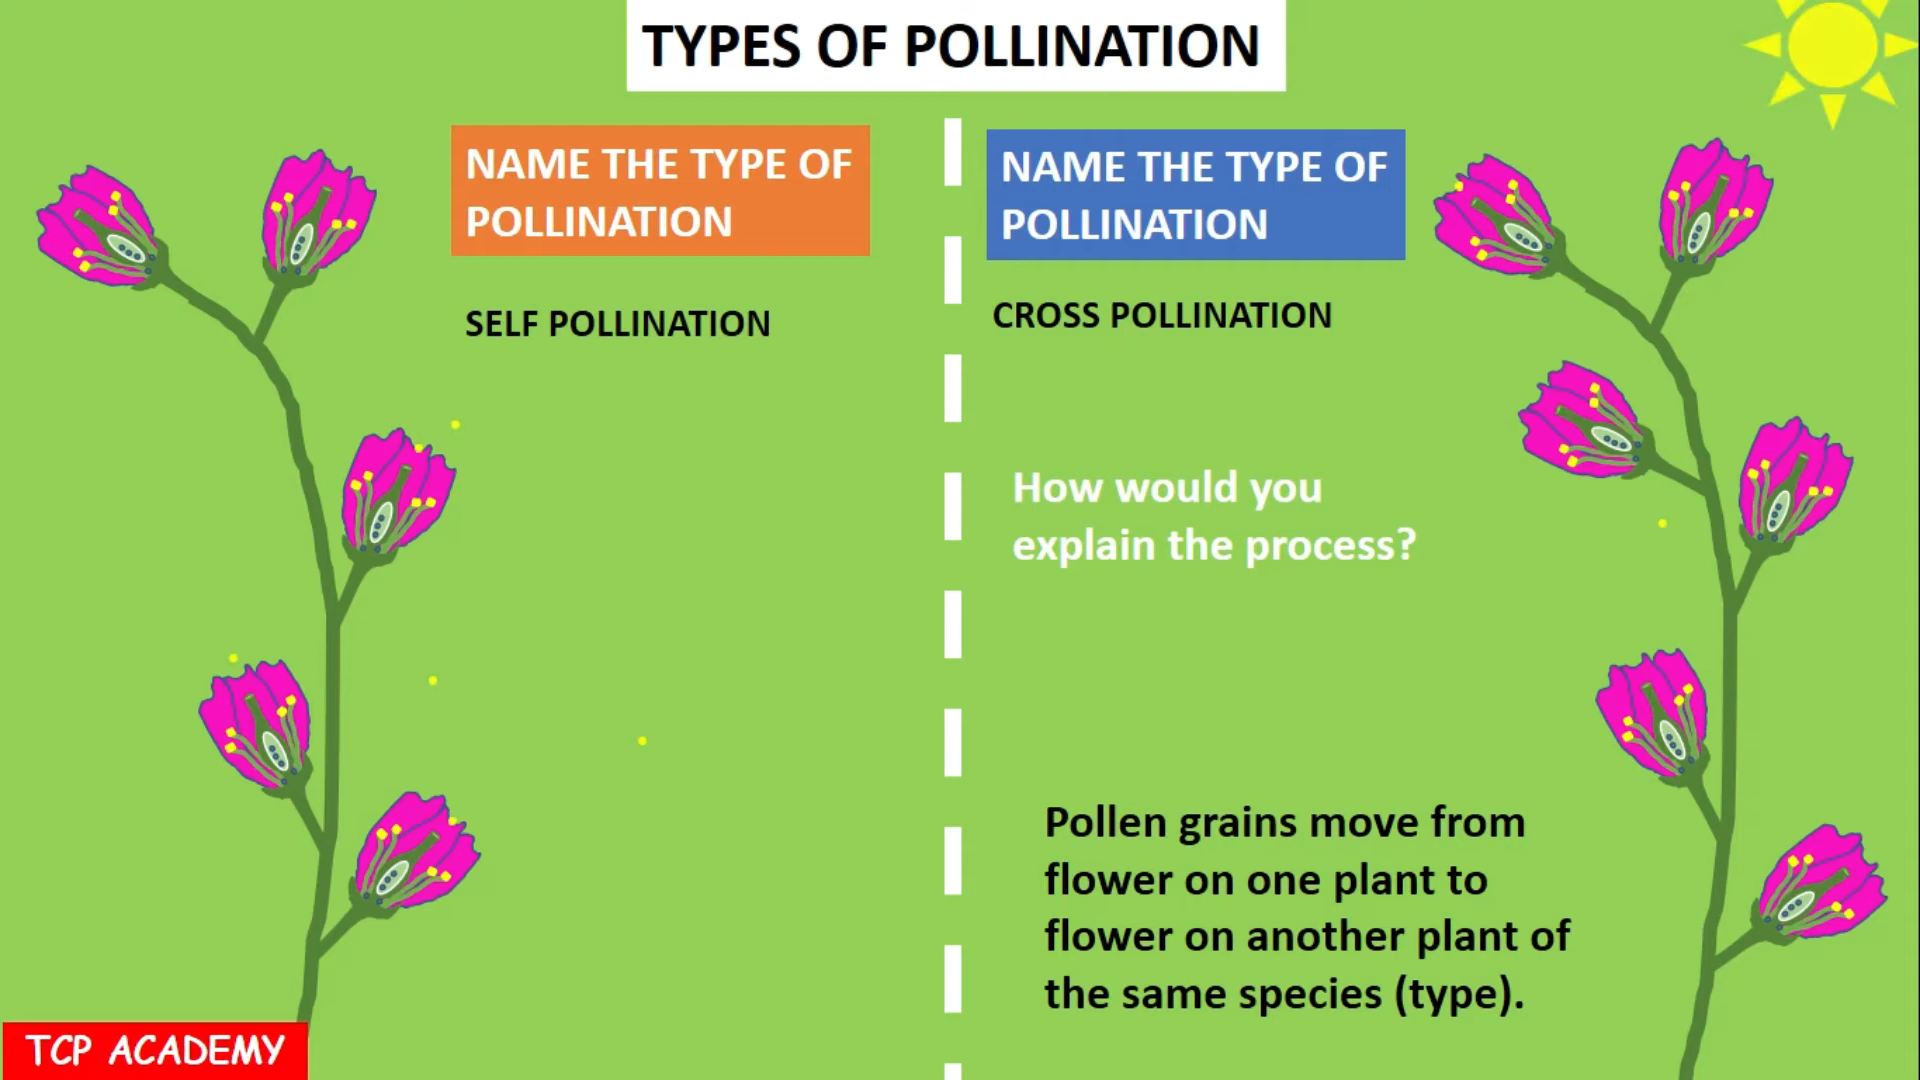 TYPES OF POLLINATION
NAME THE TYPE OF
POLLINATION
SELF POLLINATION
NAME THE TYPE OF
POLLINATION
CROSS POLLINATION
How would you
explain the process?
Pollen grains move from
flower on one plant to
flower on another plant of
the same species (type).
TCP ACADEMY